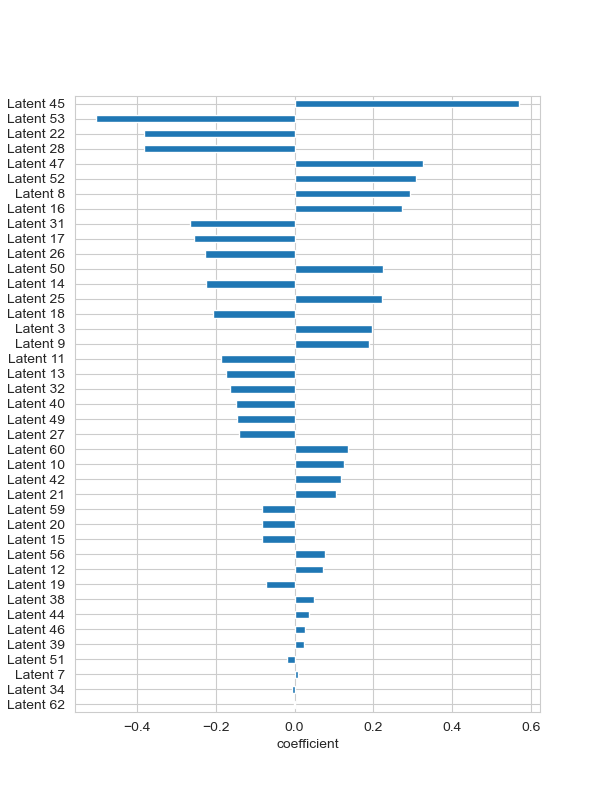 Latent 45
Latent 53
Latent 22
Latent 28
Latent 47
Latent 52
Latent 8
Latent 16
Latent 31
Latent 17
Latent 26
Latent 50
Latent 14
Latent 25
Latent 18
Latent 3
Latent 9
Latent 11
Latent 13
Latent 32
Latent 40
Latent 49
Latent 27
Latent 60
Latent 10
Latent 42
Latent 21
Latent 59
Latent 20
Latent 15
Latent 56
Latent 12
Latent 19
Latent 38
Latent 44
Latent 46
Latent 39
Latent 51
Latent 7
Latent 34
Latent 62
−0.4 −0.2 0.0 0.2 0.4 0.6
coefficient